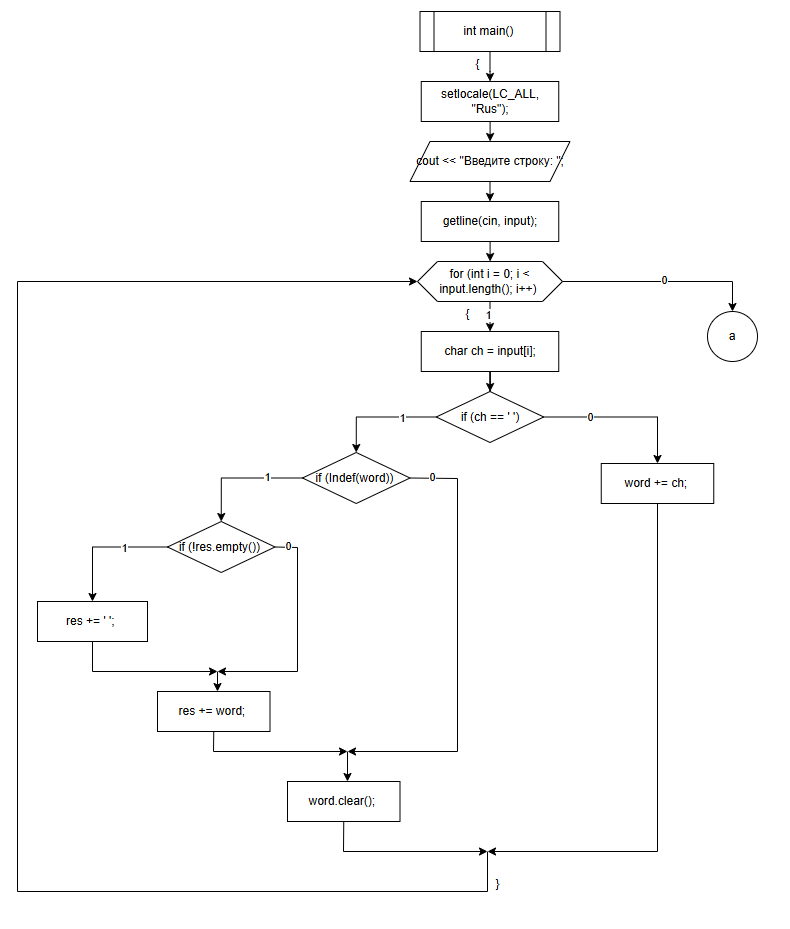 int main()
{
setlocale(LC_ALL,
"Rus");
cout << "Введите строку: ";
getline(cin, input);
for (int i = 0; i <
input.length(); i++)
0
{ 1
a
char ch = input[i];
if (ch == ' ')
1
0
if (Indef(word))
1
0
word += ch;
if (!res.empty())
1
0
res += ' ';
res += word;
word.clear();
}